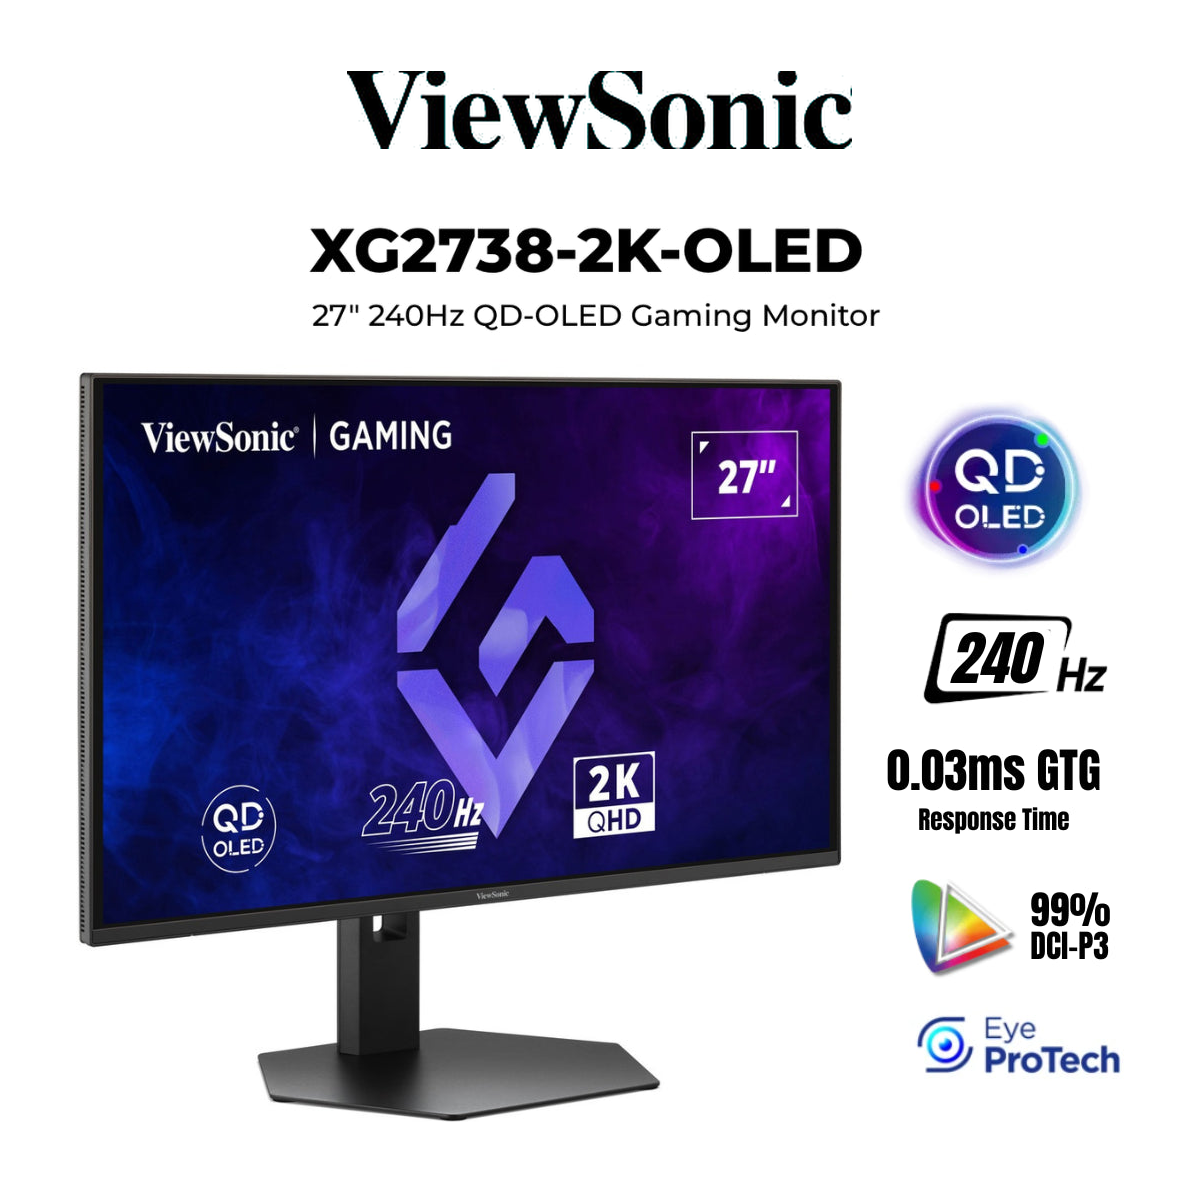 ViewSonic
XG2738-2K-OLED
27" 240Hz QD-OLED Gaming Monitor
ViewSonic® | GAMING
27"
QD
OLED
240Hz
2K
QHD
ViewSonic
QD
OLED
240 Hz
0.03ms GTG
Response Time
99%
DCI-P3
Eye
ProTech